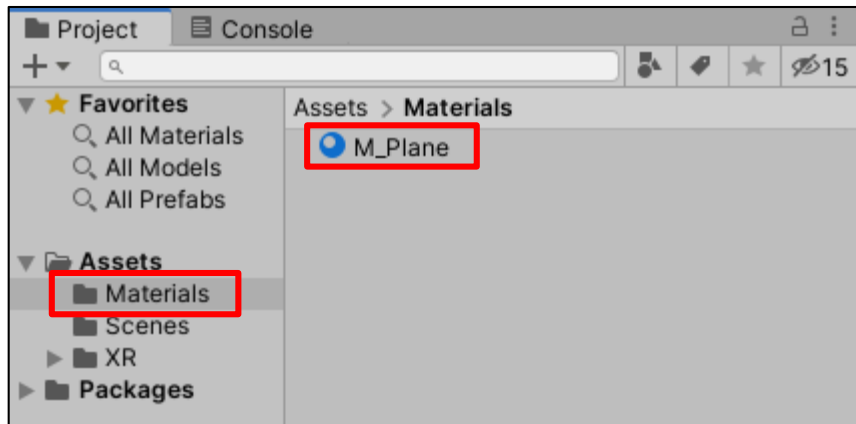 Project
Console
15
Favorites
All Materials
All Models
All Prefabs
Assets
Materials
Scenes
XR
Packages
Assets > Materials
M_Plane